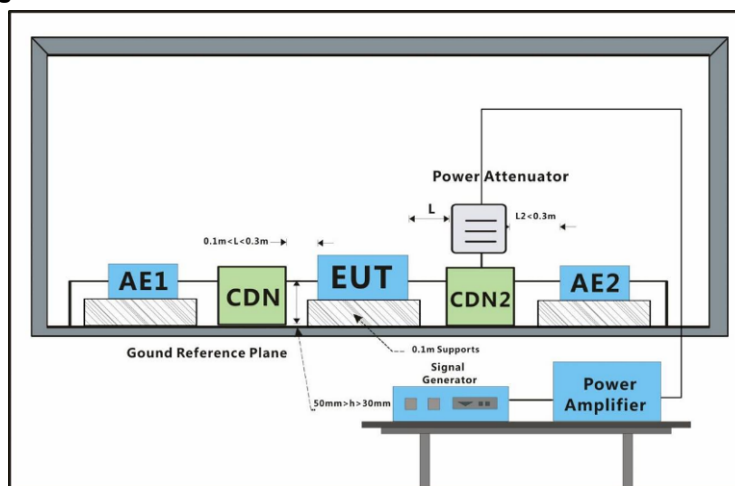 Power Attenuator
L
L2<0.3m
0.1m<L<0.3m
AE1
CDN
EUT
CDN2
AE2
Gound Reference Plane
0.1m Supports
Signal
Generator
50mm>h>30mm
Power
Amplifier